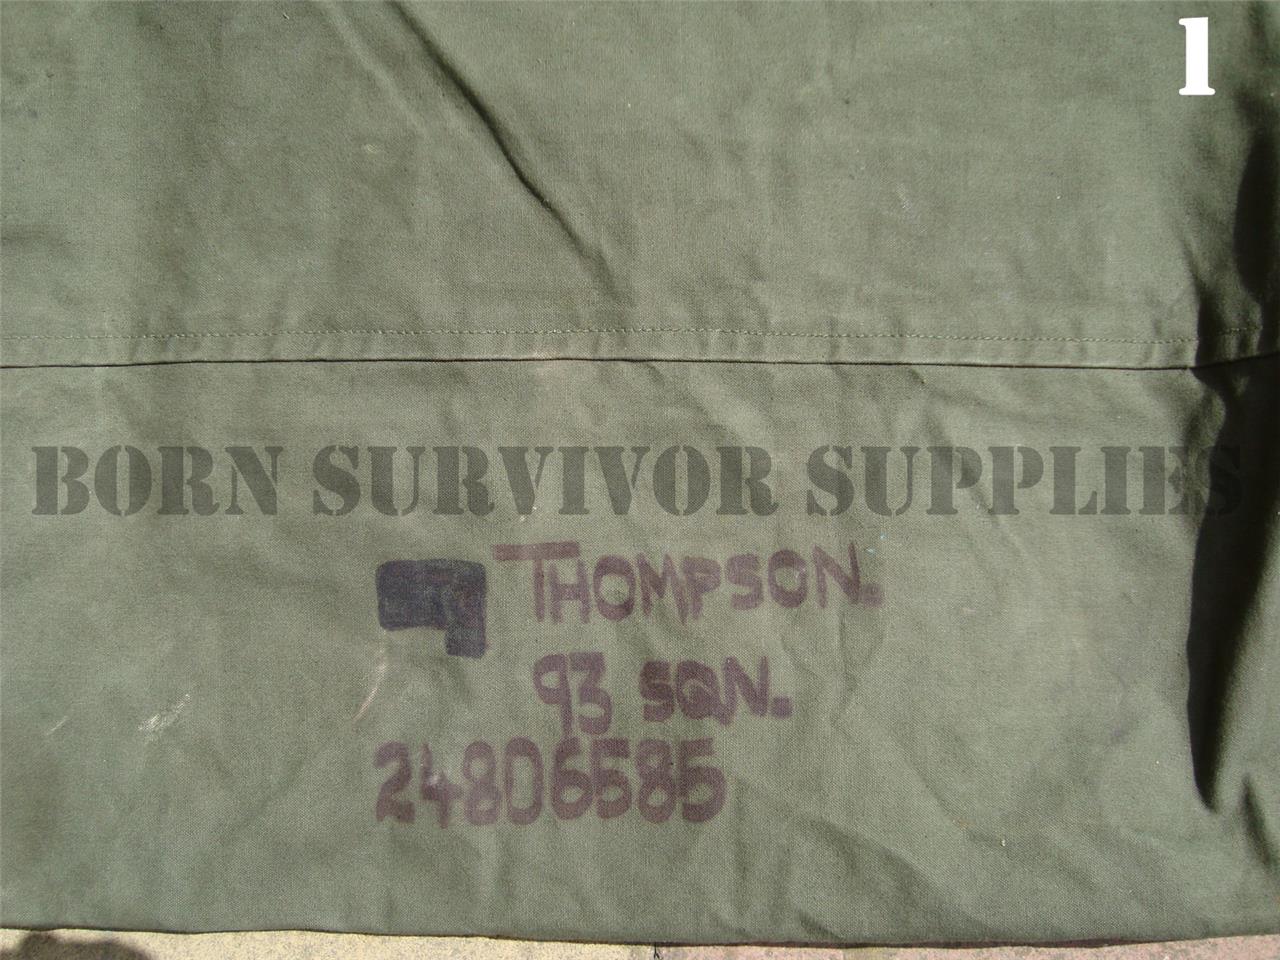 1
BORN SURVIVOR SUPPLIES
THOMPSON.
93 SQN.
24806585